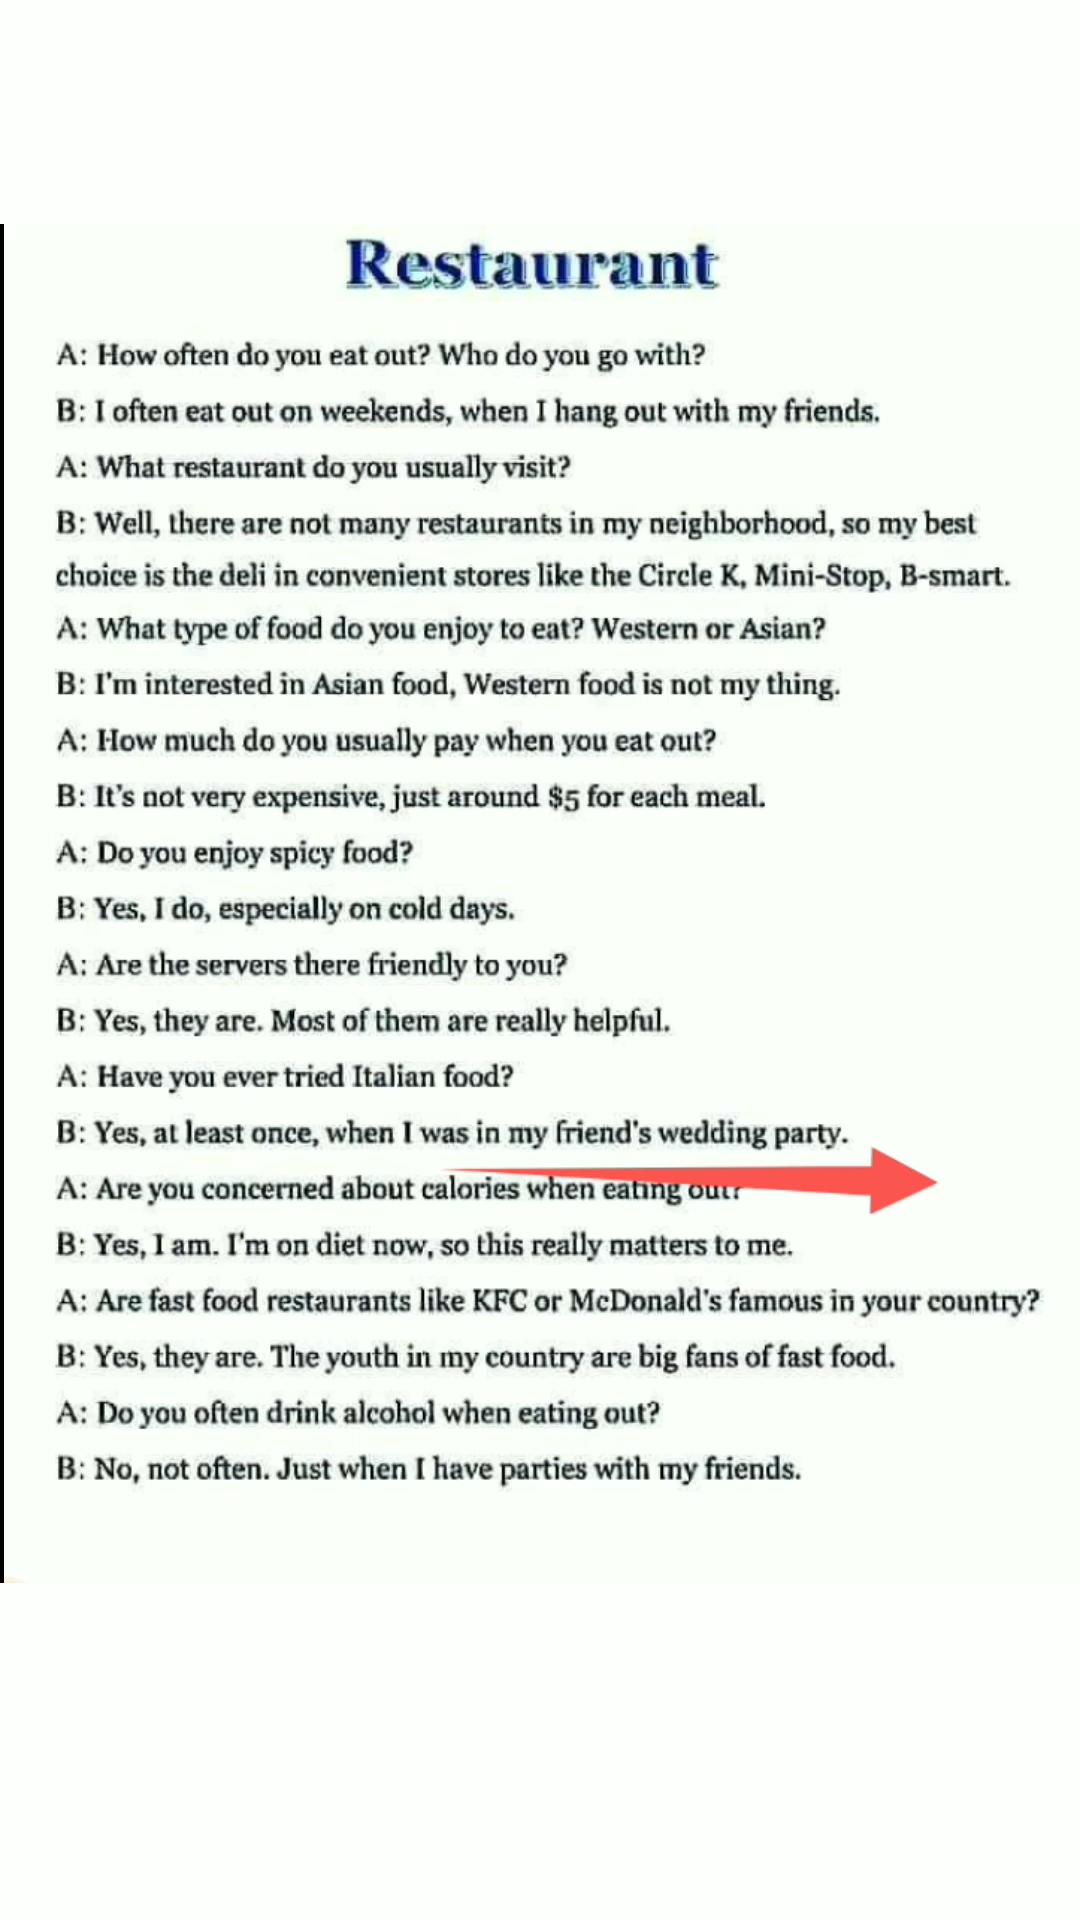 Restaurant
A: How often do you eat out? Who do you go with?
B: I often eat out on weekends, when I hang out with my friends.
A: What restaurant do you usually visit?
B: Well, there are not many restaurants in my neighborhood, so my best
choice is the deli in convenient stores like the Circle K, Mini-Stop, B-smart.
A: What type of food do you enjoy to eat? Western or Asian?
B: I'm interested in Asian food, Western food is not my thing.
A: How much do you usually pay when you eat out?
B: It's not very expensive, just around $5 for each meal.
A: Do you enjoy spicy food?
B: Yes, I do, especially on cold days.
A: Are the servers there friendly to you?
B: Yes, they are. Most of them are really helpful.
A: Have you ever tried Italian food?
B: Yes, at least once, when I was in my friend's wedding party.
A: Are you concerned about calories when eating out?
B: Yes, I am. I'm on diet now, so this really matters to me.
A: Are fast food restaurants like KFC or McDonald's famous in your country?
B: Yes, they are. The youth in my country are big fans of fast food.
A: Do you often drink alcohol when eating out?
B: No, not often. Just when I have parties with my friends.